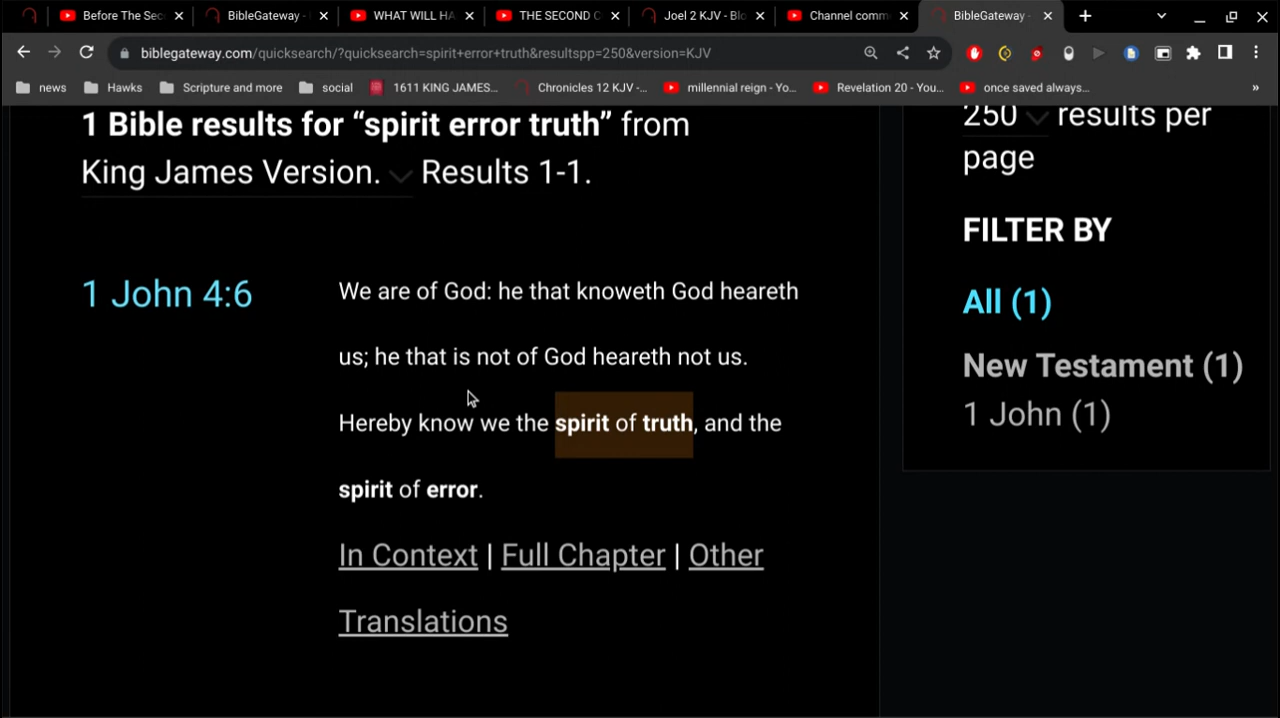 Before The Sec
BibleGateway -
WHAT WILL HA
THE SECOND C
Joel 2 KJV - Blo
Channel comm
BibleGateway -
biblegateway.com/quicksearch/?quicksearch=spirit+error+truth&resultspp=250&version=KJV
news
Hawks
Scripture and more
social
1611 KING JAMES...
Chronicles 12 KJV -...
millennial reign - Yo...
Revelation 20 - You...
once saved always...
»
1 Bible results for “spirit error truth” from
King James Version. Results 1-1.
250 results per
page
FILTER BY
All (1)
New Testament (1)
1 John (1)
1 John 4:6
We are of God: he that knoweth God heareth
us; he that is not of God heareth not us.
Hereby know we the spirit of truth, and the
spirit of error.
In Context | Full Chapter | Other
Translations